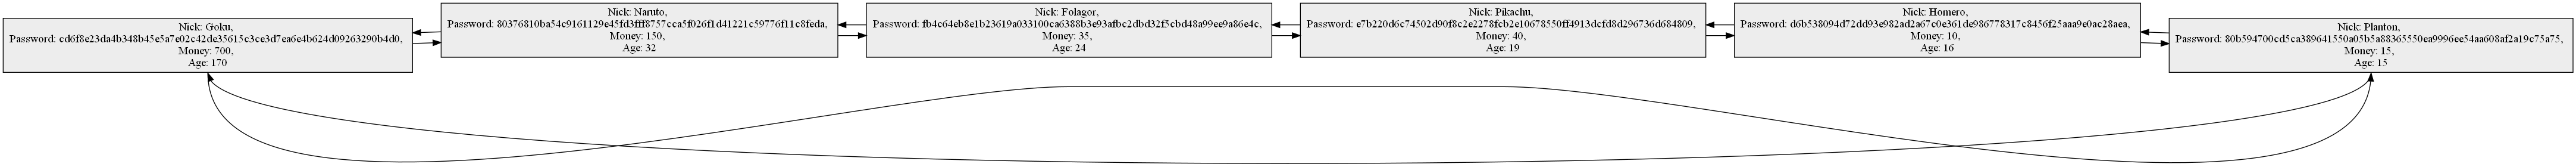 Nick: Goku,
Password: cd6f8e23da4b348b45e5a7e02c42de35615c3ce3d7ea6e4b624d09263290b4d0,
Money: 700,
Age: 170
Nick: Naruto,
Password: 80376810ba54c9161129e45fd3fff8757cca5f026f1d41221c59776f11c8feda,
Money: 150,
Age: 32
Nick: Folagor,
Password: fb4c64eb8e1b23619a033100ca6388b3e93afbc2dbd32f5cbd48a99ee9a86e4c,
Money: 35,
Age: 24
Nick: Pikachu,
Password: e7b220d6c74502d90f8c2e2278fcb2e10678550ff4913dcfd8d296736d684809,
Money: 40,
Age: 19
Nick: Homero,
Password: d6b538094d72dd93e982ad2a67c0e361de986778317c8456f25aaa9e0ac28aea,
Money: 10,
Age: 16
Nick: Planton,
Password: 80b594700cd5ca389641550a05b5a88365550ea9996ee54aa608af2a19c75a75,
Money: 15,
Age: 15